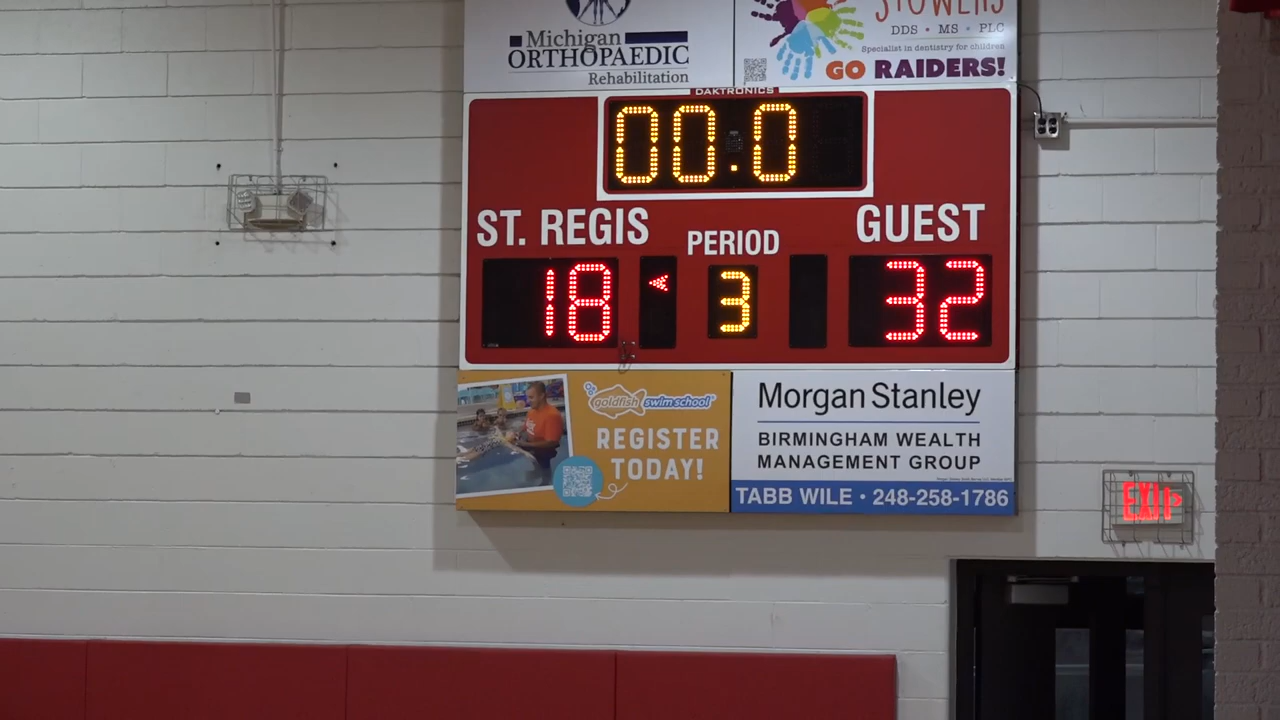 Michigan
ORTHOPAEDIC
Rehabilitation
STOWERS
DDS • MS • PLC
Specialist in dentistry for children
GO RAIDERS!
DAKTRONICS
00.0
ST. REGIS
PERIOD
GUEST
18
3
32
goldfish swim school
REGISTER
TODAY!
Morgan Stanley
BIRMINGHAM WEALTH
MANAGEMENT GROUP
TABB WILE • 248-258-1786
EXIT